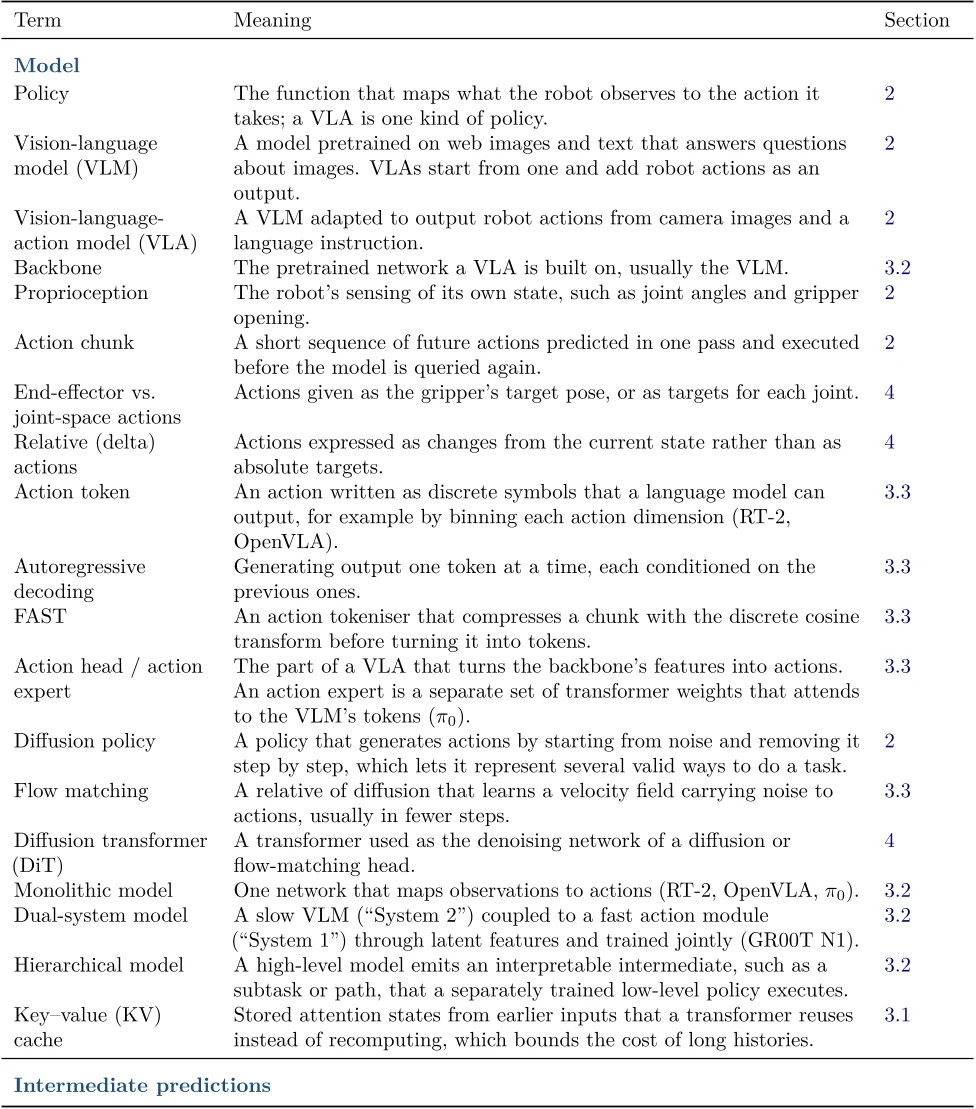 Term Meaning Section
Model
Policy The function that maps what the robot observes to the action it 2
takes; a VLA is one kind of policy.
Vision-language A model pretrained on web images and text that answers questions 2
model (VLM) about images. VLAs start from one and add robot actions as an
output.
Vision-language- A VLM adapted to output robot actions from camera images and a 2
action model (VLA) language instruction.
Backbone The pretrained network a VLA is built on, usually the VLM. 3.2
Proprioception The robot's sensing of its own state, such as joint angles and gripper 2
opening.
Action chunk A short sequence of future actions predicted in one pass and executed 2
before the model is queried again.
End-effector vs. Actions given as the gripper's target pose, or as targets for each joint. 4
joint-space actions
Relative (delta) Actions expressed as changes from the current state rather than as 4
actions absolute targets.
Action token An action written as discrete symbols that a language model can 3.3
output, for example by binning each action dimension (RT-2,
OpenVLA).
Autoregressive Generating output one token at a time, each conditioned on the 3.3
decoding previous ones.
FAST An action tokeniser that compresses a chunk with the discrete cosine 3.3
transform before turning it into tokens.
Action head / action The part of a VLA that turns the backbone's features into actions. 3.3
expert An action expert is a separate set of transformer weights that attends
to the VLM's tokens (π₀).
Diffusion policy A policy that generates actions by starting from noise and removing it 2
step by step, which lets it represent several valid ways to do a task.
Flow matching A relative of diffusion that learns a velocity field carrying noise to 3.3
actions, usually in fewer steps.
Diffusion transformer A transformer used as the denoising network of a diffusion or 4
(DiT) flow-matching head.
Monolithic model One network that maps observations to actions (RT-2, OpenVLA, π₀). 3.2
Dual-system model A slow VLM (“System 2”) coupled to a fast action module 3.2
(“System 1”) through latent features and trained jointly (GR00T N1).
Hierarchical model A high-level model emits an interpretable intermediate, such as a 3.2
subtask or path, that a separately trained low-level policy executes.
Key–value (KV) Stored attention states from earlier inputs that a transformer reuses 3.1
cache instead of recomputing, which bounds the cost of long histories.
Intermediate predictions